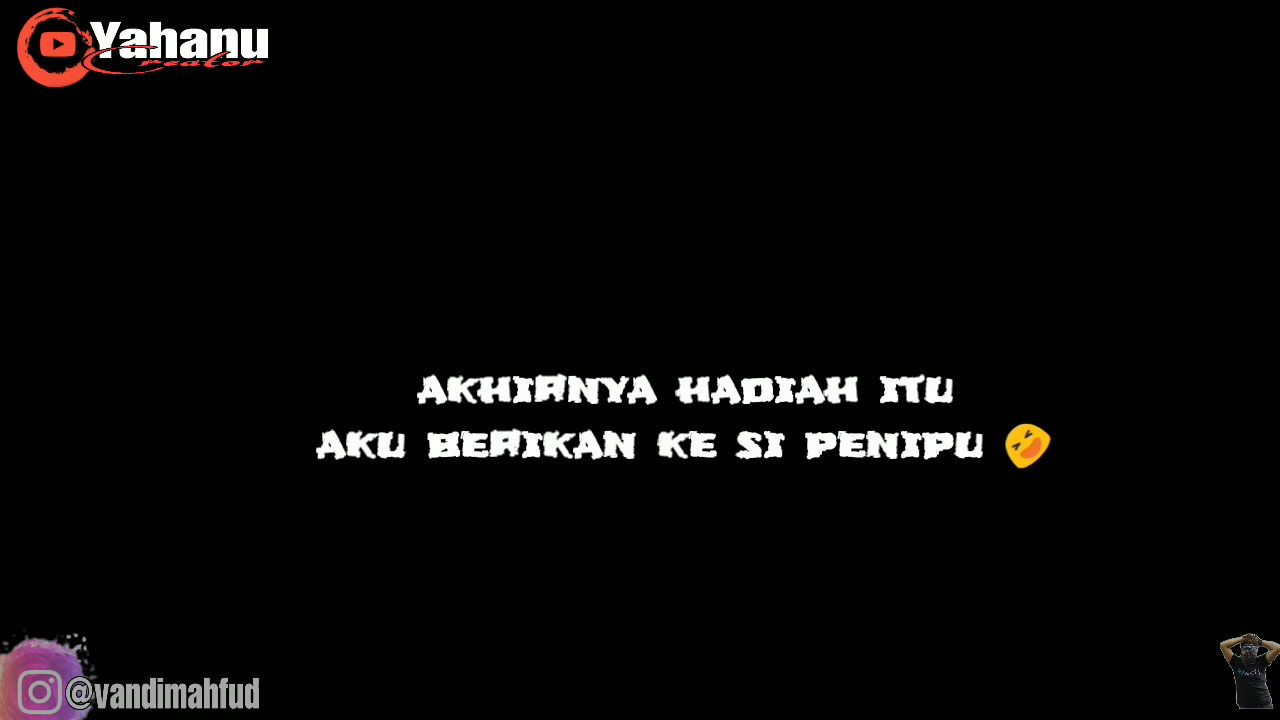 Yahanu
Creator
AKHIRNYA HADIAH ITU
AKU BERIKAN KE SI PENIPU 🤣
@vandimahfud